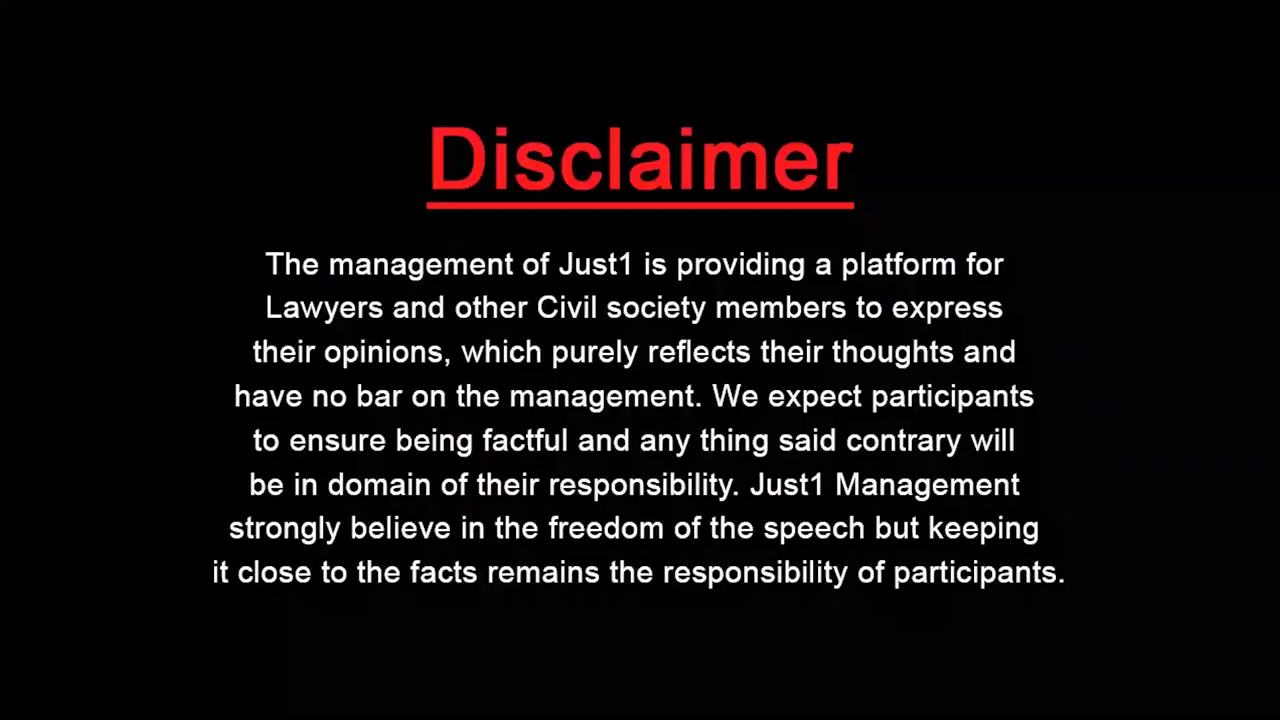 Disclaimer
The management of Just1 is providing a platform for
Lawyers and other Civil society members to express
their opinions, which purely reflects their thoughts and
have no bar on the management. We expect participants
to ensure being factful and any thing said contrary will
be in domain of their responsibility. Just1 Management
strongly believe in the freedom of the speech but keeping
it close to the facts remains the responsibility of participants.